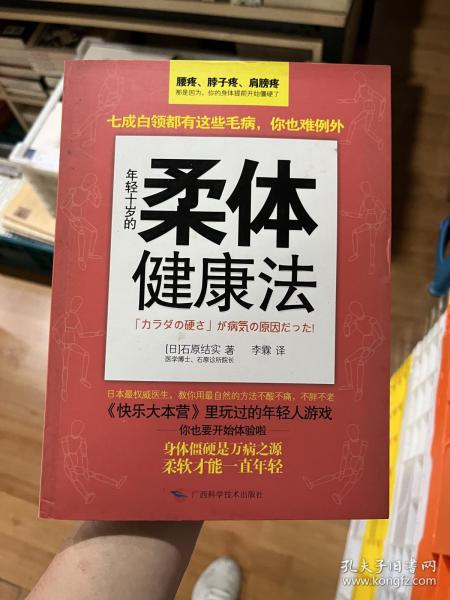 腰疼、脖子疼、肩膀疼
那是因为，你的身体提前开始僵硬了
七成白领都有这些毛病，你也难例外
年轻十岁的
柔体
健康法
「カラダの硬さ」が病気の原因だった!
[日]石原结实 著 李霖 译
医学博士、石原诊所院长
日本最权威医生，教你用最自然的方法不酸不痛，不胖不老
《快乐大本营》里玩过的年轻人游戏
你也要开始体验啦
身体僵硬是万病之源
柔软才能一直年轻
广西科学技术出版社
孔夫子旧书网
www.kongfz.com